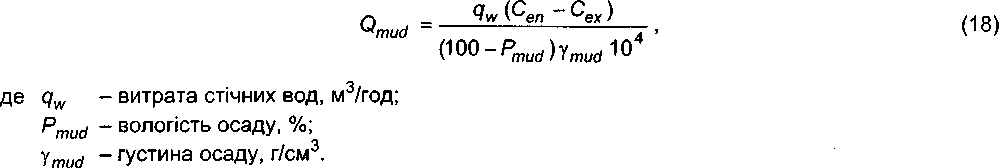 Q_mud = q_w (C_en – C_ex) / (100 – P_mud) γ_mud 10^4 , (18)
де q_w – витрата стічних вод, м³/год;
P_mud – вологість осаду, %;
γ_mud – густина осаду, г/см³.